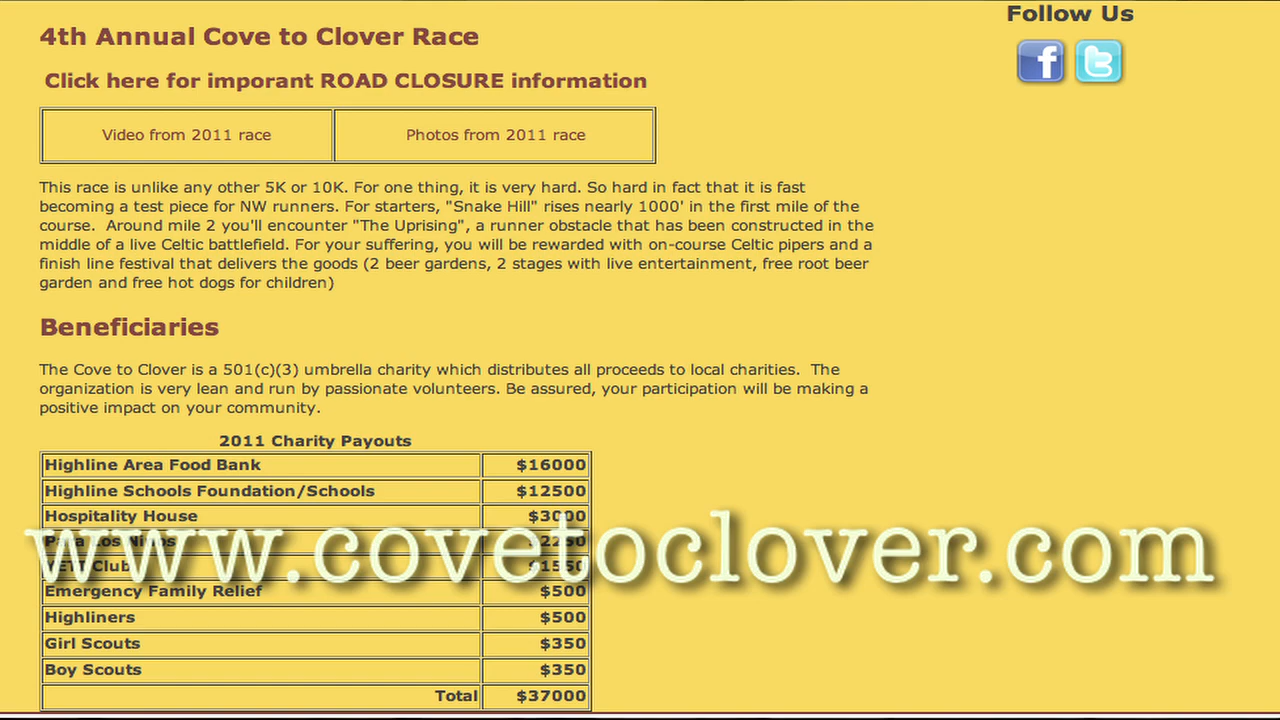 Follow Us
4th Annual Cove to Clover Race
Click here for imporant ROAD CLOSURE information
Video from 2011 race
Photos from 2011 race
This race is unlike any other 5K or 10K. For one thing, it is very hard. So hard in fact that it is fast
becoming a test piece for NW runners. For starters, "Snake Hill" rises nearly 1000' in the first mile of the
course.  Around mile 2 you'll encounter "The Uprising", a runner obstacle that has been constructed in the
middle of a live Celtic battlefield. For your suffering, you will be rewarded with on-course Celtic pipers and a
finish line festival that delivers the goods (2 beer gardens, 2 stages with live entertainment, free root beer
garden and free hot dogs for children)
Beneficiaries
The Cove to Clover is a 501(c)(3) umbrella charity which distributes all proceeds to local charities.  The
organization is very lean and run by passionate volunteers. Be assured, your participation will be making a
positive impact on your community.
2011 Charity Payouts
Highline Area Food Bank $16000
Highline Schools Foundation/Schools $12500
Hospitality House $3000
Para Los Niños $2250
Club $1550
www.covetoclover.com
Emergency Family Relief $500
Highliners $500
Girl Scouts $350
Boy Scouts $350
Total $37000